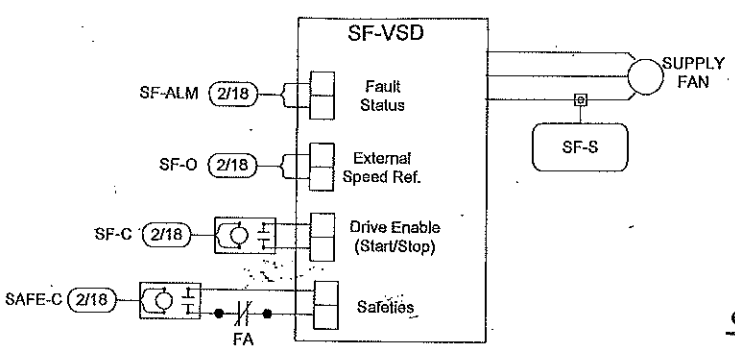 SF-VSD
SUPPLY
FAN
SF-ALM 2/18
Fault
Status
SF-S
SF-O 2/18
External
Speed Ref.
SF-C 2/18
Drive Enable
(Start/Stop)
SAFE-C 2/18
Safeties
FA